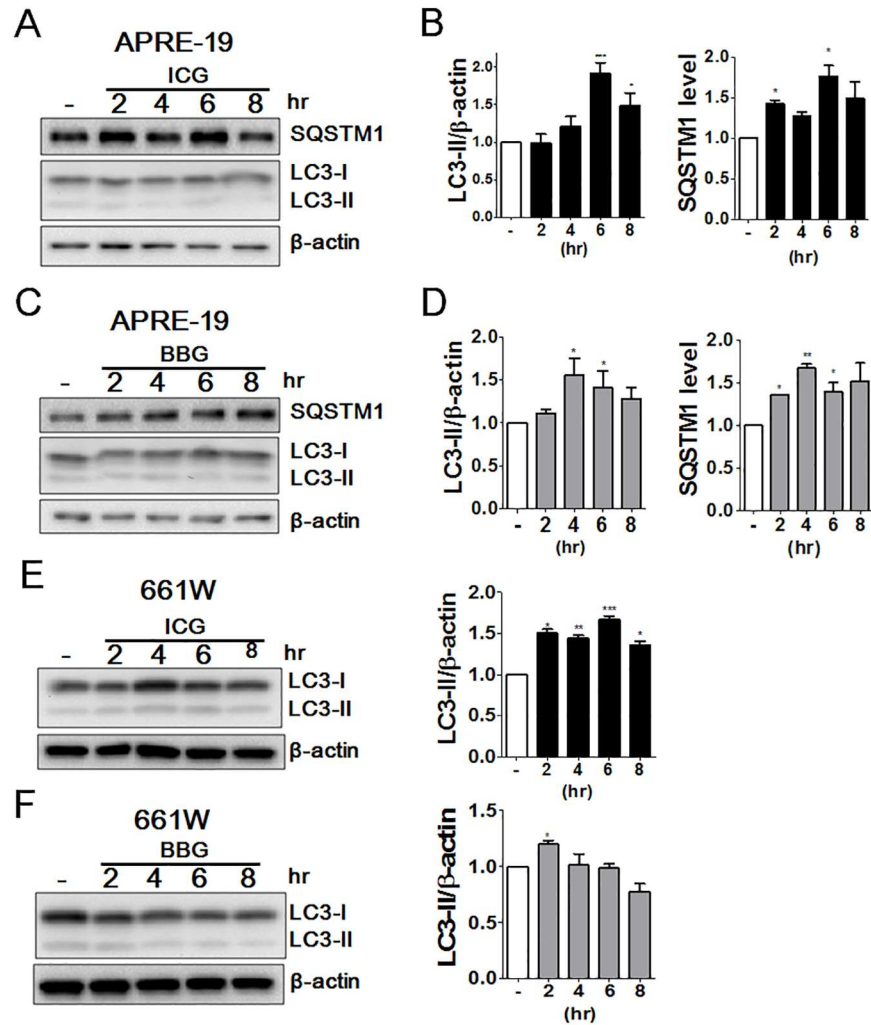 A
APRE-19
ICG
– 2 4 6 8 hr
SQSTM1
LC3-I
LC3-II
β-actin
B
LC3-II/β-actin
2.0
1.5
1.0
0.5
0.0
***
*
- 2 4 6 8
(hr)
SQSTM1 level
2.0
1.5
1.0
0.5
0.0
*
*
- 2 4 6 8
(hr)
C
APRE-19
BBG
– 2 4 6 8 hr
SQSTM1
LC3-I
LC3-II
β-actin
D
LC3-II/β-actin
2.0
1.5
1.0
0.5
0.0
* *
- 2 4 6 8
(hr)
SQSTM1 level
2.0
1.5
1.0
0.5
0.0
* ** *
- 2 4 6 8
(hr)
E
661W
ICG
– 2 4 6 8 hr
LC3-I
LC3-II
β-actin
LC3-II/β-actin
2.0
1.5
1.0
0.5
0.0
* ** *** *
- 2 4 6 8
(hr)
F
661W
BBG
– 2 4 6 8 hr
LC3-I
LC3-II
β-actin
LC3-II/β-actin
1.5
1.0
0.5
0.0
*
- 2 4 6 8
(hr)